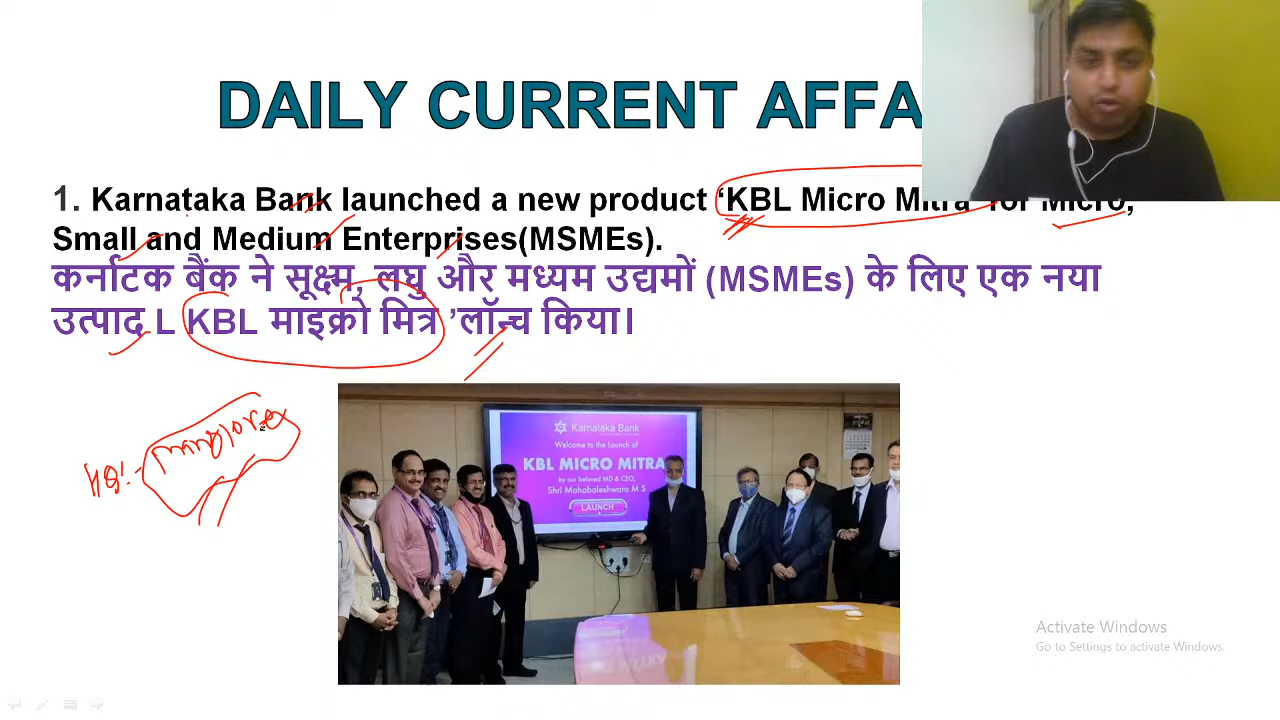 DAILY CURRENT AFFA
1. Karnataka Bank launched a new product ‘KBL Micro Mitra’ for Micro,
Small and Medium Enterprises(MSMEs).
कर्नाटक बैंक ने सूक्ष्म, लघु और मध्यम उद्यमों (MSMEs) के लिए एक नया
उत्पाद L KBL माइक्रो मित्र ’लॉन्च किया।
HQ:- Manglore
Karnataka Bank
Welcome to the Launch of
KBL MICRO MITRA
by our beloved MD & CEO,
Shri Mahabaleshwara M S
LAUNCH
Activate Windows
Go to Settings to activate Windows.